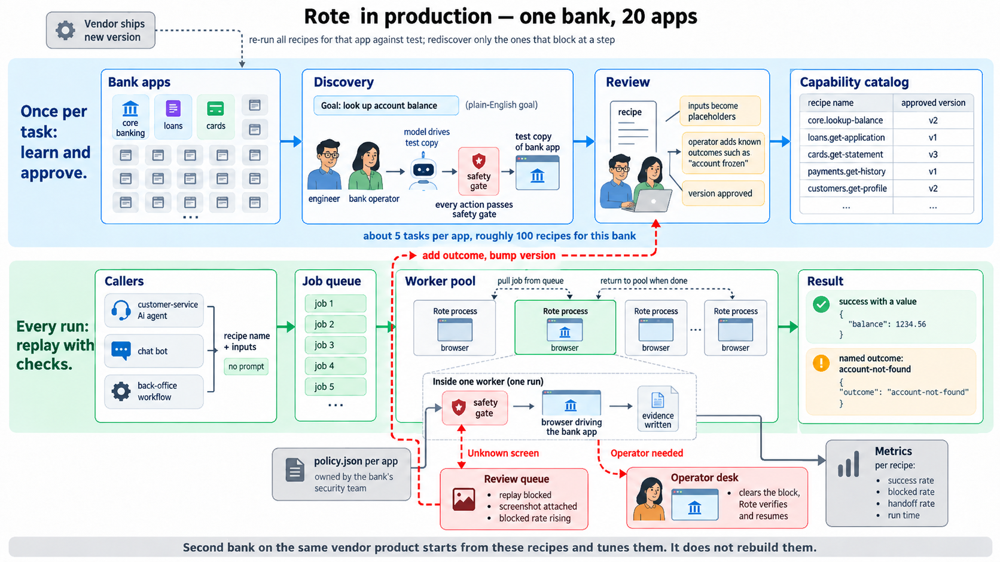 Rote in production — one bank, 20 apps
Vendor ships
new version
re-run all recipes for that app against test; rediscover only the ones that block at a step
Once per
task:
learn and
approve.
Bank apps
core
banking
loans
cards
...
Discovery
Goal: look up account balance
(plain-English goal)
engineer
bank operator
model drives
test copy
safety
gate
test copy
of bank app
every action passes
safety gate
Review
recipe
inputs become
placeholders
operator adds known
outcomes such as
"account frozen"
version approved
Capability catalog
recipe name approved version
core.lookup-balance v2
loans.get-application v1
cards.get-statement v3
payments.get-history v1
customers.get-profile v2
... ...
about 5 tasks per app, roughly 100 recipes for this bank
add outcome, bump version
Every run:
replay with
checks.
Callers
customer-service
Ai agent
chat bot
back-office
workflow
recipe name
+ inputs
no prompt
Job queue
job 1
job 2
job 3
job 4
job 5
...
Worker pool
pull job from queue
return to pool when done
Rote process
browser
Rote process
browser
Rote process
browser
...
Rote process
browser
Inside one worker (one run)
safety
gate
browser driving
the bank app
evidence
written
Result
success with a value
{
"balance": 1234.56
}
named outcome:
account-not-found
{
"outcome": "account-not-found"
}
policy.json per app
owned by the bank's
security team
Unknown screen
Review queue
• replay blocked
• screenshot attached
• blocked rate rising
Operator needed
Operator desk
• clears the block,
Rote verifies
and resumes
Metrics
per recipe:
• success rate
• blocked rate
• handoff rate
• run time
Second bank on the same vendor product starts from these recipes and tunes them. It does not rebuild them.